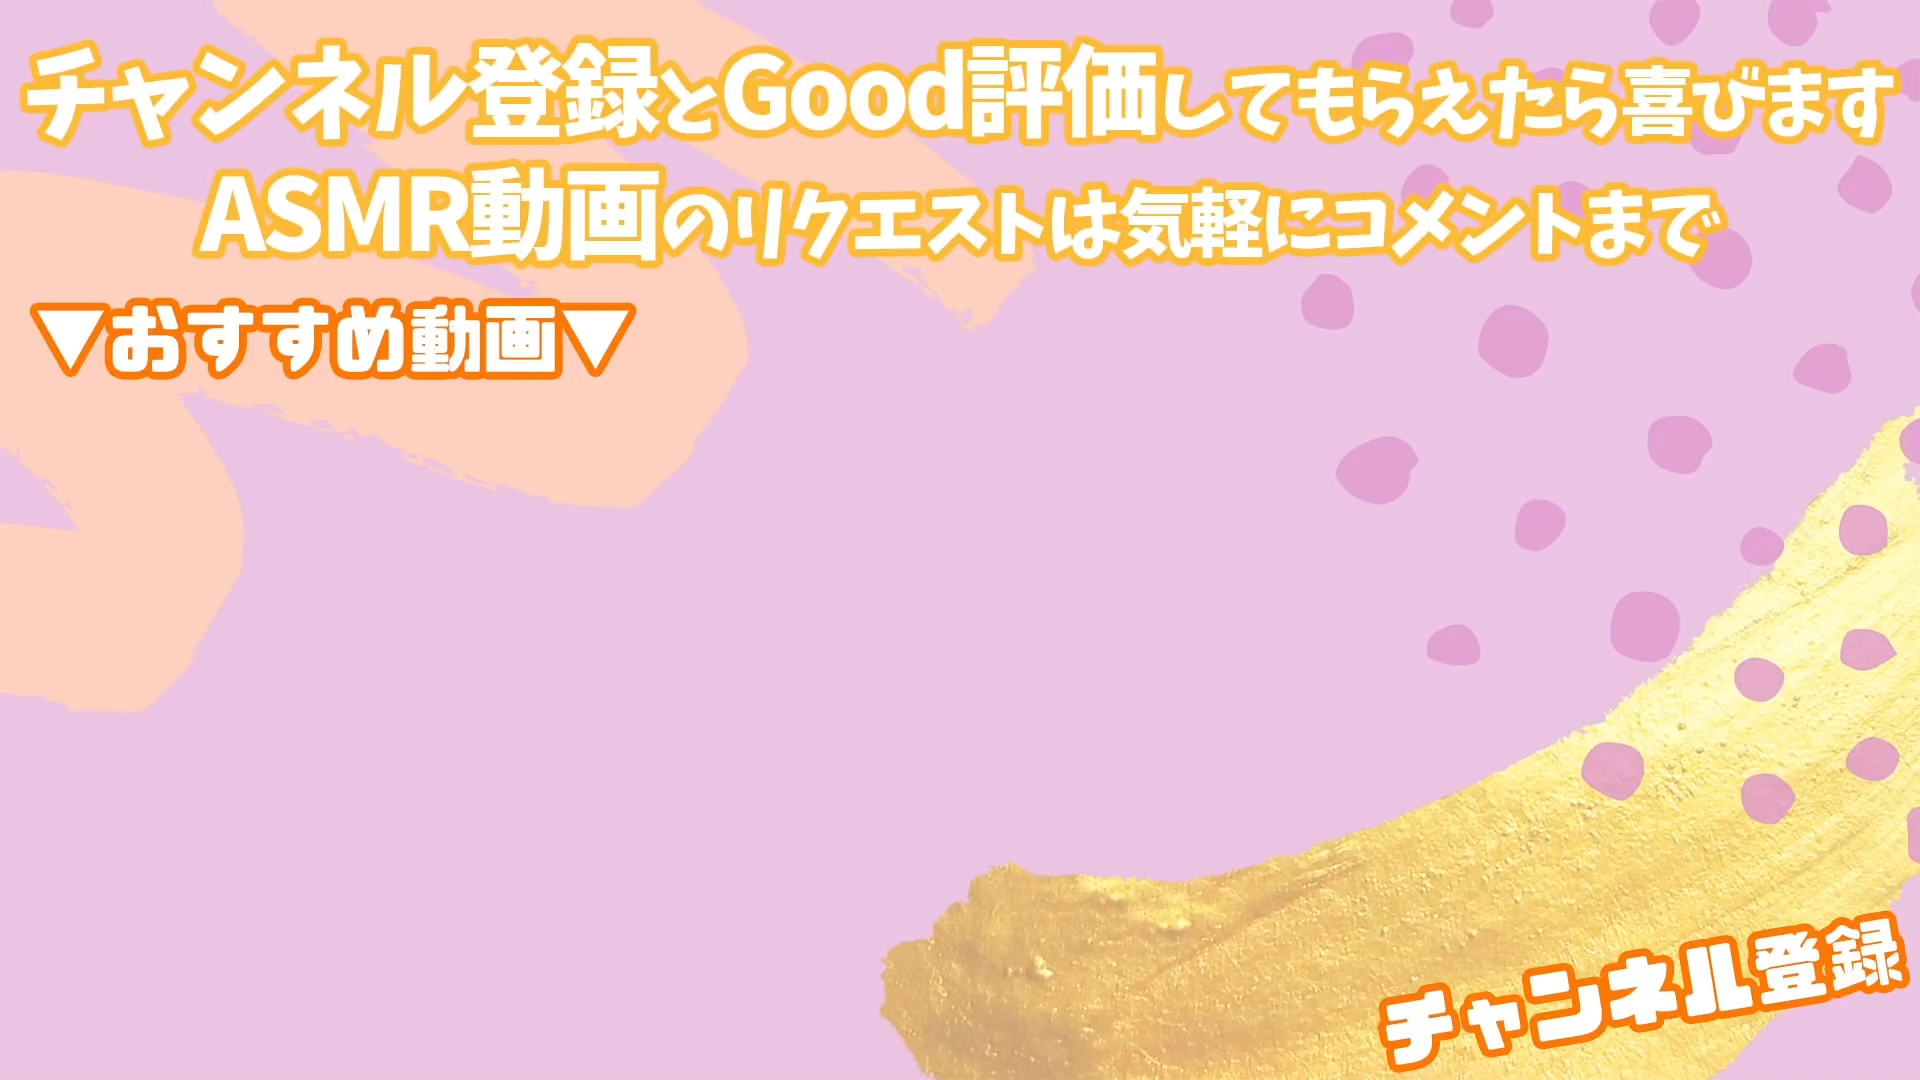 チャンネル登録とGood評価してもらえたら喜びます
ASMR動画のリクエストは気軽にコメントまで
▼おすすめ動画▼
チャンネル登録